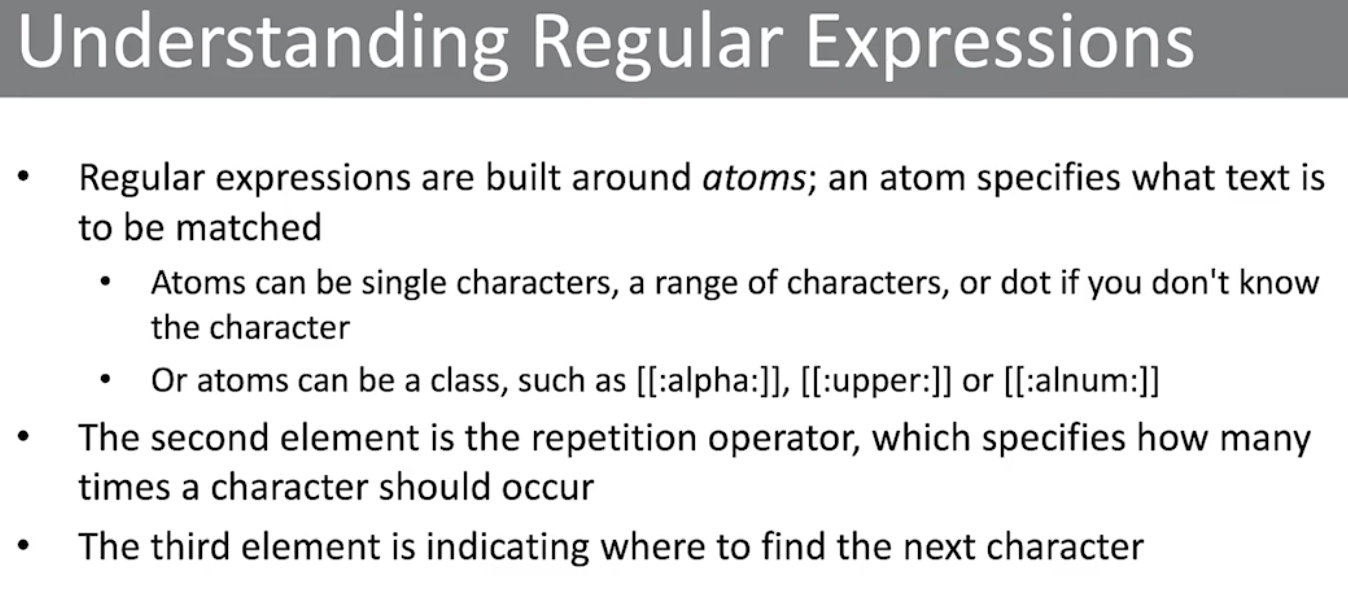 Understanding Regular Expressions
• Regular expressions are built around atoms; an atom specifies what text is
to be matched
• Atoms can be single characters, a range of characters, or dot if you don't know
the character
• Or atoms can be a class, such as [[:alpha:]], [[:upper:]] or [[:alnum:]]
• The second element is the repetition operator, which specifies how many
times a character should occur
• The third element is indicating where to find the next character